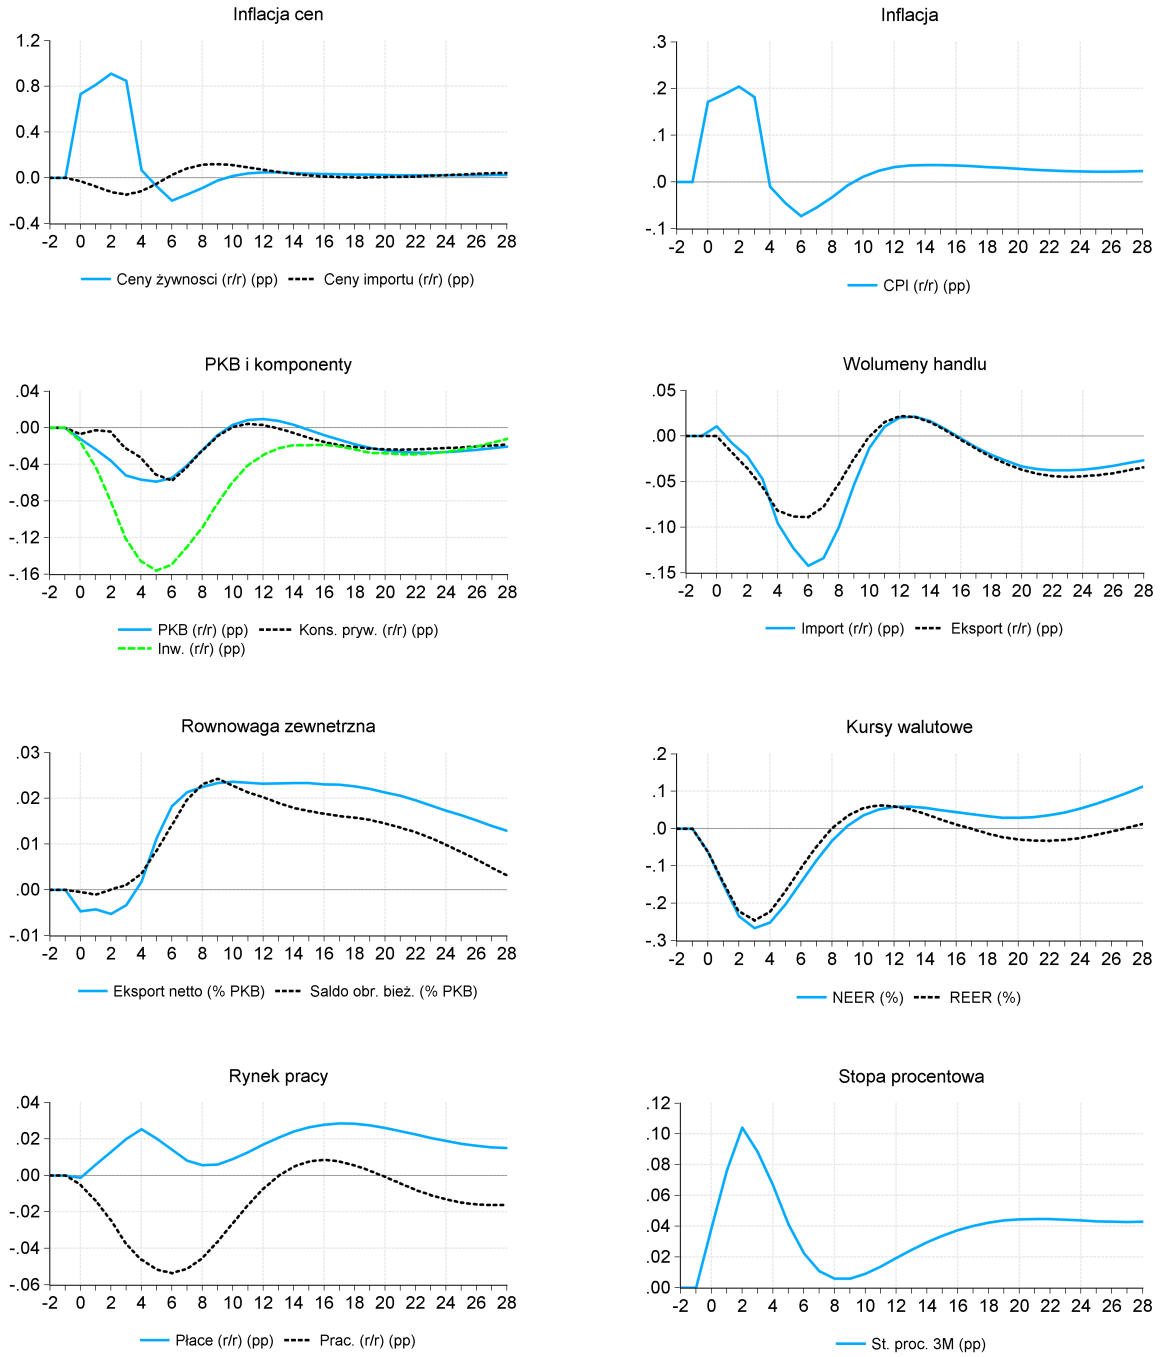 Inflacja cen
1.2
0.8
0.4
0.0
-0.4
-2 0 2 4 6 8 10 12 14 16 18 20 22 24 26 28
Ceny żywnosci (r/r) (pp) Ceny importu (r/r) (pp)
Inflacja
.3
.2
.1
.0
-.1
-2 0 2 4 6 8 10 12 14 16 18 20 22 24 26 28
CPI (r/r) (pp)
PKB i komponenty
.04
.00
-.04
-.08
-.12
-.16
-2 0 2 4 6 8 10 12 14 16 18 20 22 24 26 28
PKB (r/r) (pp) Kons. pryw. (r/r) (pp)
Inw. (r/r) (pp)
Wolumeny handlu
.05
.00
-.05
-.10
-.15
-2 0 2 4 6 8 10 12 14 16 18 20 22 24 26 28
Import (r/r) (pp) Eksport (r/r) (pp)
Rownowaga zewnetrzna
.03
.02
.01
.00
-.01
-2 0 2 4 6 8 10 12 14 16 18 20 22 24 26 28
Eksport netto (% PKB) Saldo obr. bież. (% PKB)
Kursy walutowe
.2
.1
.0
-.1
-.2
-.3
-2 0 2 4 6 8 10 12 14 16 18 20 22 24 26 28
NEER (%) REER (%)
Rynek pracy
.04
.02
.00
-.02
-.04
-.06
-2 0 2 4 6 8 10 12 14 16 18 20 22 24 26 28
Płace (r/r) (pp) Prac. (r/r) (pp)
Stopa procentowa
.12
.10
.08
.06
.04
.02
.00
-2 0 2 4 6 8 10 12 14 16 18 20 22 24 26 28
St. proc. 3M (pp)